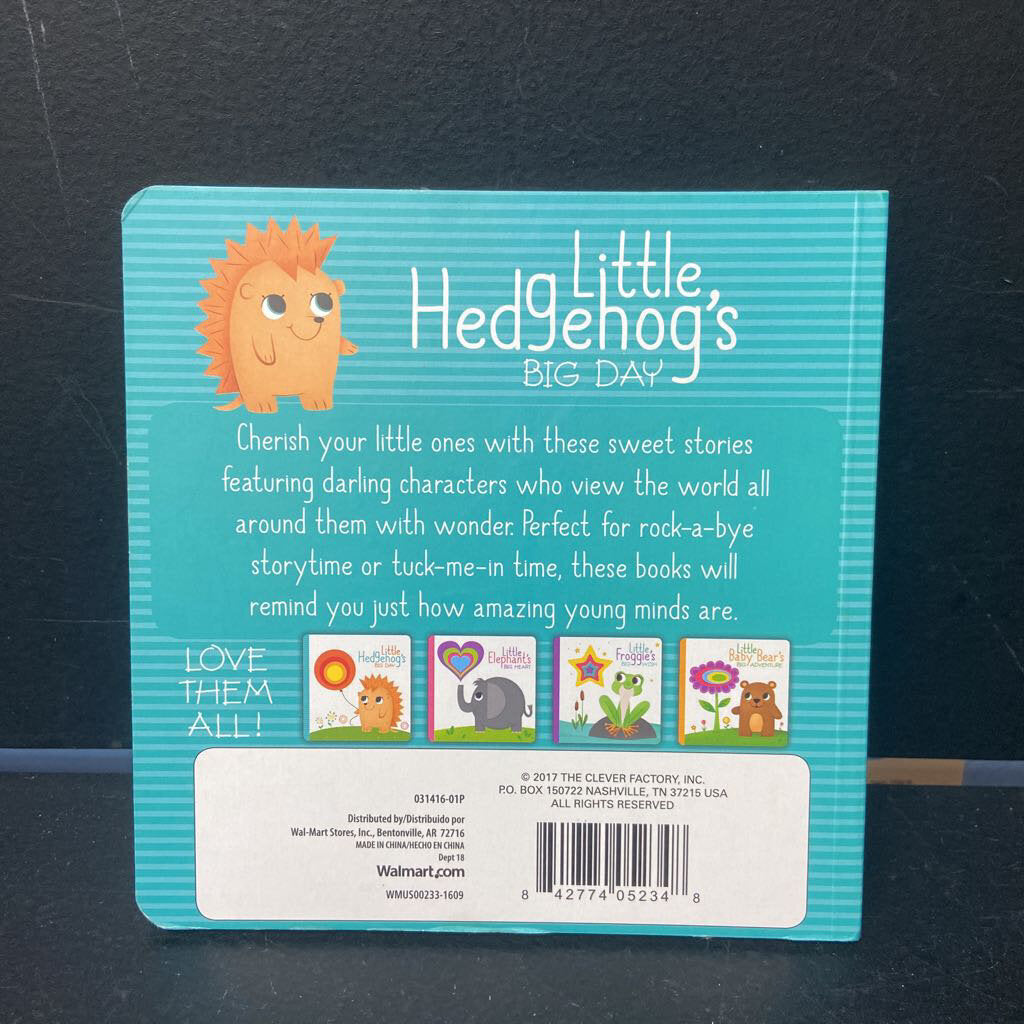 Little
Hedgehog's
BIG DAY
Cherish your little ones with these sweet stories
featuring darling characters who view the world all
around them with wonder. Perfect for rock-a-bye
storytime or tuck-me-in time, these books will
remind you just how amazing young minds are.
LOVE
THEM
ALL!
Little
Hedgehog's
BIG DAY
Little
Elephant's
BIG HEART
Little
Froggie's
BIG WISH
Little
Baby Bear's
BIG ADVENTURE
031416-01P
Distributed by/Distribuido por
Wal-Mart Stores, Inc., Bentonville, AR 72716
MADE IN CHINA/HECHO EN CHINA
Dept 18
Walmart.com
WMUS00233-1609
© 2017 THE CLEVER FACTORY, INC.
P.O. BOX 150722 NASHVILLE, TN 37215 USA
ALL RIGHTS RESERVED
8 42774 05234 8